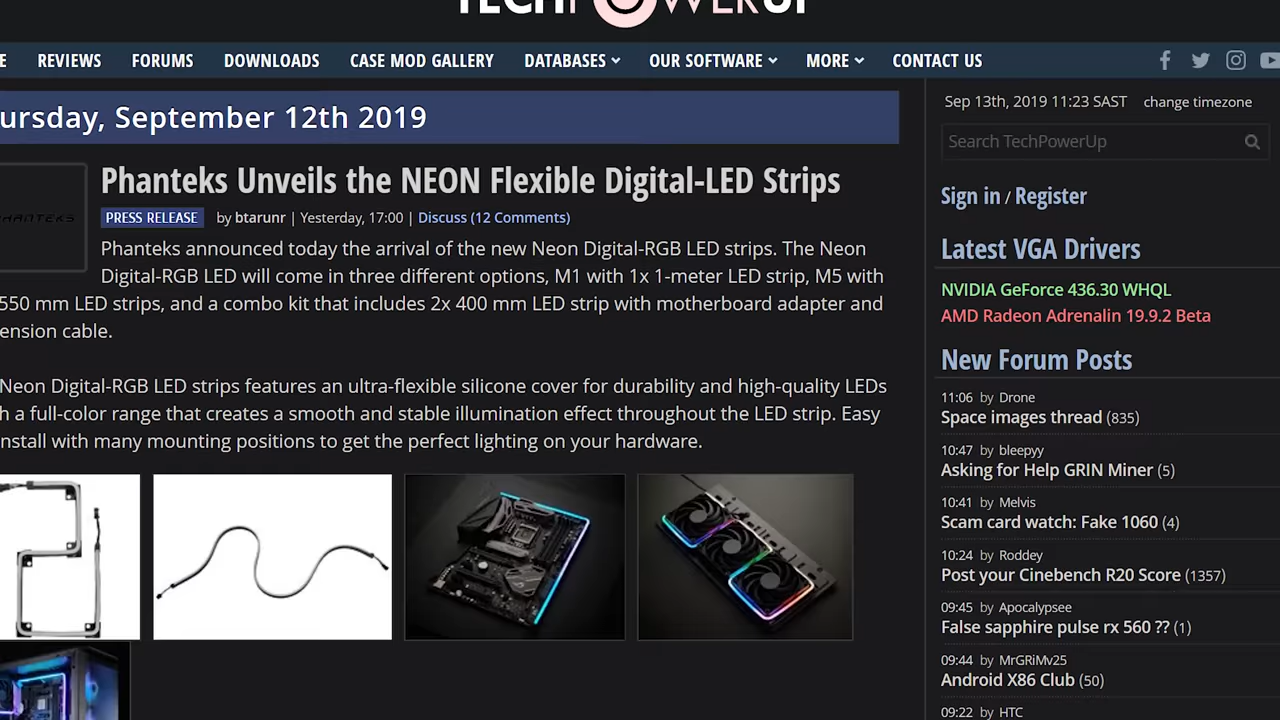 TECHPOWERUP
E REVIEWS FORUMS DOWNLOADS CASE MOD GALLERY DATABASES OUR SOFTWARE MORE CONTACT US
ursday, September 12th 2019
Sep 13th, 2019 11:23 SAST change timezone
Search TechPowerUp
Sign in / Register
Phanteks Unveils the NEON Flexible Digital-LED Strips
PRESS RELEASE by btarunr | Yesterday, 17:00 | Discuss (12 Comments)
PHANTEKS
Phanteks announced today the arrival of the new Neon Digital-RGB LED strips. The Neon
Digital-RGB LED will come in three different options, M1 with 1x 1-meter LED strip, M5 with
550 mm LED strips, and a combo kit that includes 2x 400 mm LED strip with motherboard adapter and
ension cable.
Neon Digital-RGB LED strips features an ultra-flexible silicone cover for durability and high-quality LEDs
h a full-color range that creates a smooth and stable illumination effect throughout the LED strip. Easy
nstall with many mounting positions to get the perfect lighting on your hardware.
Latest VGA Drivers
NVIDIA GeForce 436.30 WHQL
AMD Radeon Adrenalin 19.9.2 Beta
New Forum Posts
11:06 by Drone
Space images thread (835)
10:47 by bleepyy
Asking for Help GRIN Miner (5)
10:41 by Melvis
Scam card watch: Fake 1060 (4)
10:24 by Roddey
Post your Cinebench R20 Score (1357)
09:45 by Apocalypsee
False sapphire pulse rx 560 ?? (1)
09:44 by MrGRiMv25
Android X86 Club (50)
09:22 by HTC